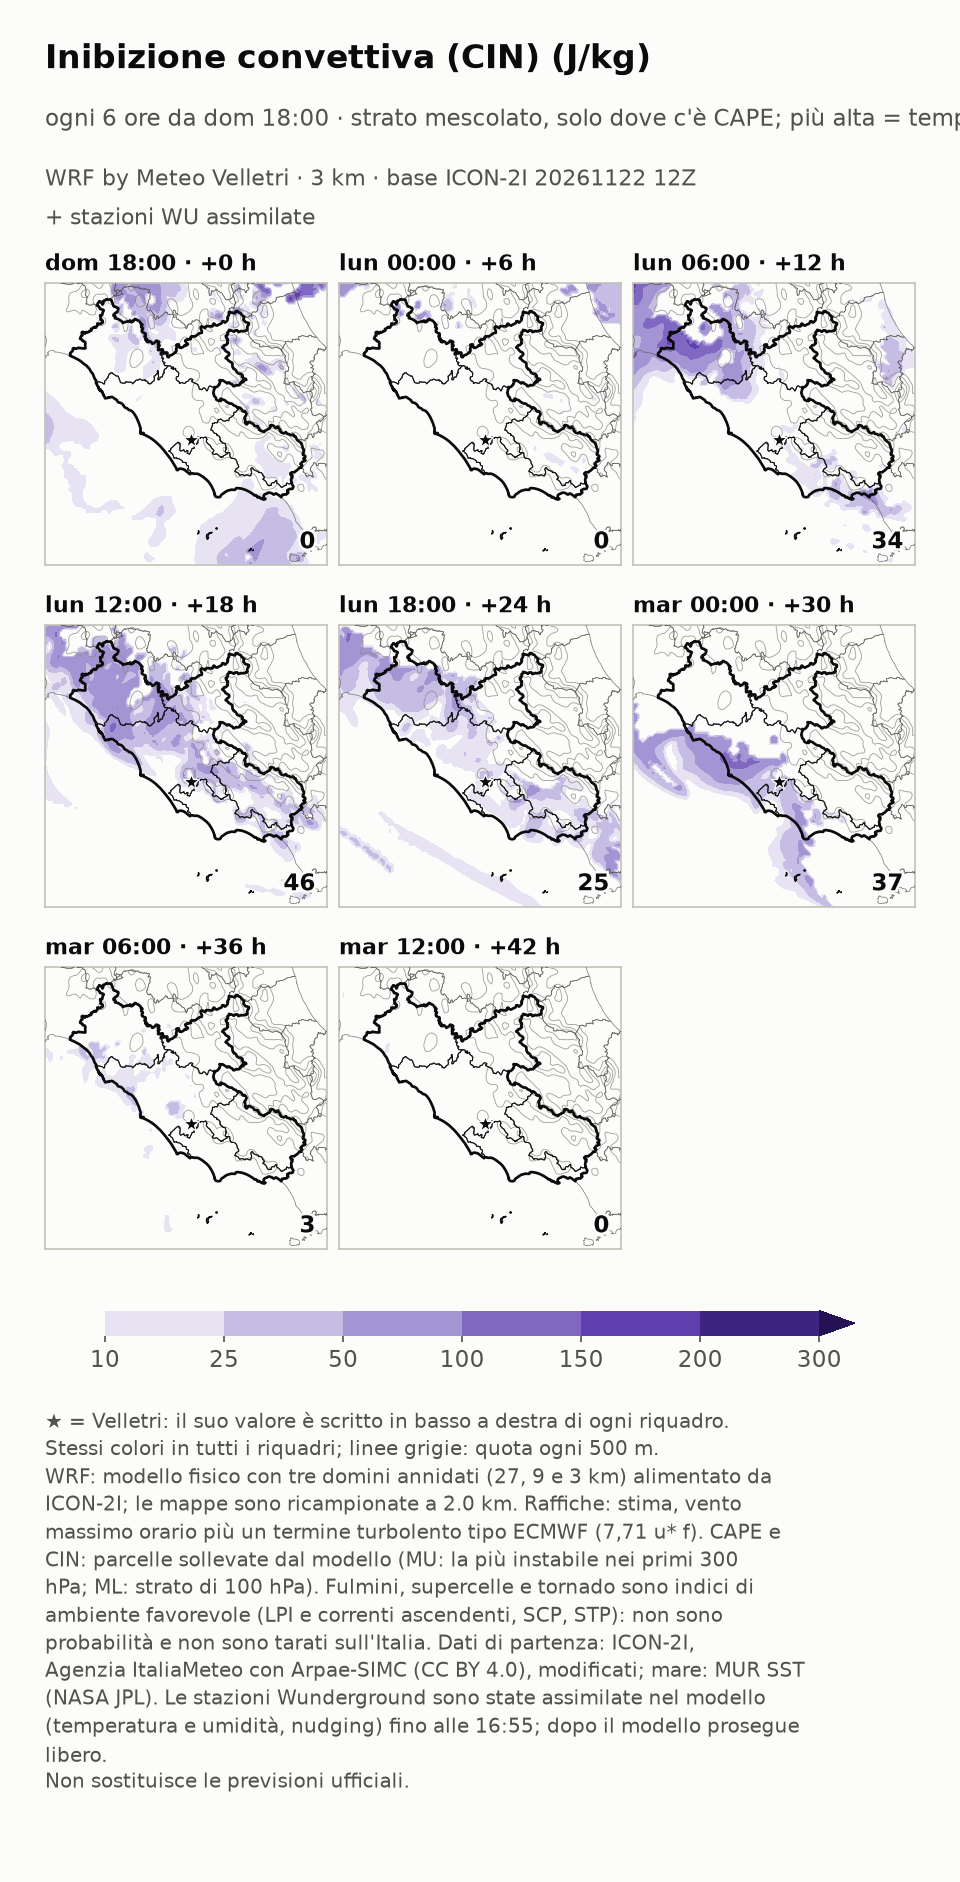 Inibizione convettiva (CIN) (J/kg)
ogni 6 ore da dom 18:00 · strato mescolato, solo dove c'è CAPE; più alta =
WRF by Meteo Velletri · 3 km · base ICON-2I 20261122 12Z
+ stazioni WU assimilate
dom 18:00 · +0 h
lun 00:00 · +6 h
lun 06:00 · +12 h
0
0
34
lun 12:00 · +18 h
lun 18:00 · +24 h
mar 00:00 · +30 h
46
25
37
mar 06:00 · +36 h
mar 12:00 · +42 h
3
0
10 25 50 100 150 200 300
★ = Velletri: il suo valore è scritto in basso a destra di ogni riquadro.
Stessi colori in tutti i riquadri; linee grigie: quota ogni 500 m.
WRF: modello fisico con tre domini annidati (27, 9 e 3 km) alimentato da
ICON-2I; le mappe sono ricampionate a 2.0 km. Raffiche: stima, vento
massimo orario più un termine turbolento tipo ECMWF (7,71 u* f). CAPE e
CIN: parcelle sollevate dal modello (MU: la più instabile nei primi 300
hPa; ML: strato di 100 hPa). Fulmini, supercelle e tornado sono indici di
ambiente favorevole (LPI e correnti ascendenti, SCP, STP): non sono
probabilità e non sono tarati sull'Italia. Dati di partenza: ICON-2I,
Agenzia ItaliaMeteo con Arpae-SIMC (CC BY 4.0), modificati; mare: MUR SST
(NASA JPL). Le stazioni Wunderground sono state assimilate nel modello
(temperatura e umidità, nudging) fino alle 16:55; dopo il modello prosegue
libero.
Non sostituisce le previsioni ufficiali.